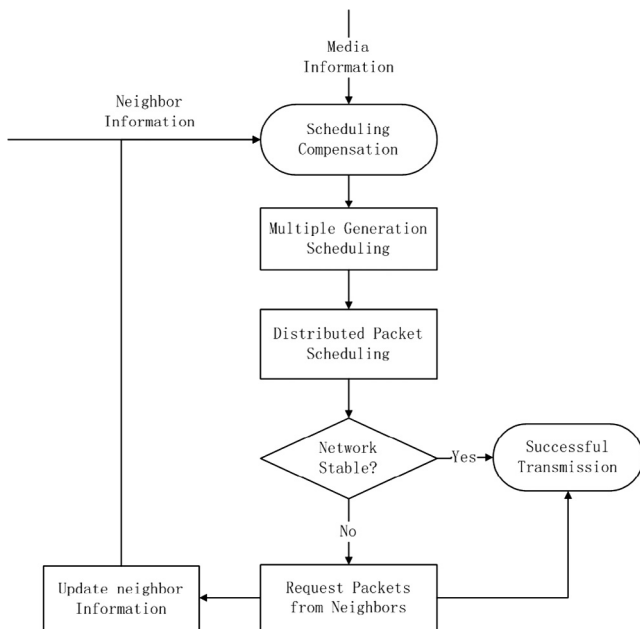 Media
Information
Neighbor
Information
Scheduling
Compensation
Multiple Generation
Scheduling
Distributed Packet
Scheduling
Network
Stable?
Yes
Successful
Transmission
No
Update neighbor
Information
Request Packets
from Neighbors